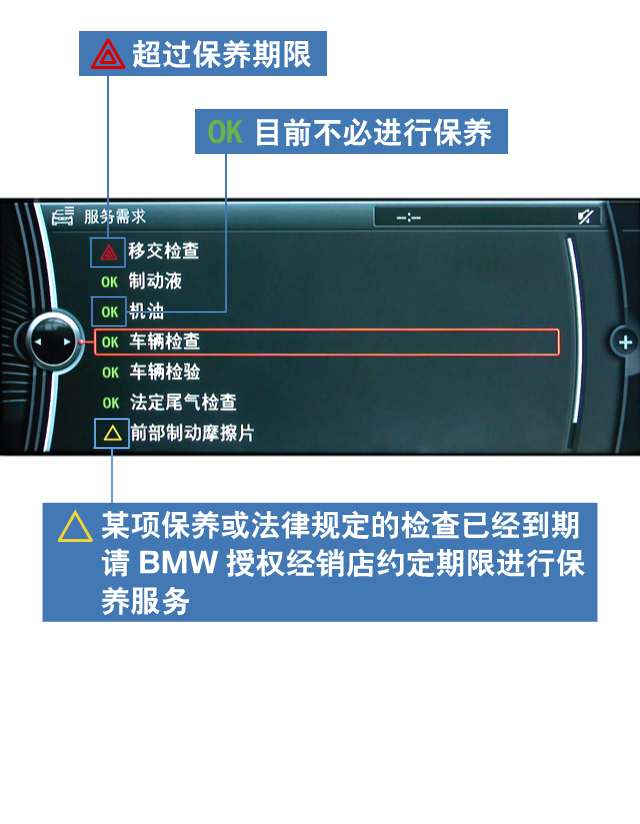 超过保养期限
OK 目前不必进行保养
服务需求
--:--
移交检查
OK 制动液
OK 机油
OK 车辆检查
OK 车辆检验
OK 法定尾气检查
前部制动摩擦片
某项保养或法律规定的检查已经到期
请 BMW 授权经销店约定期限进行保
养服务